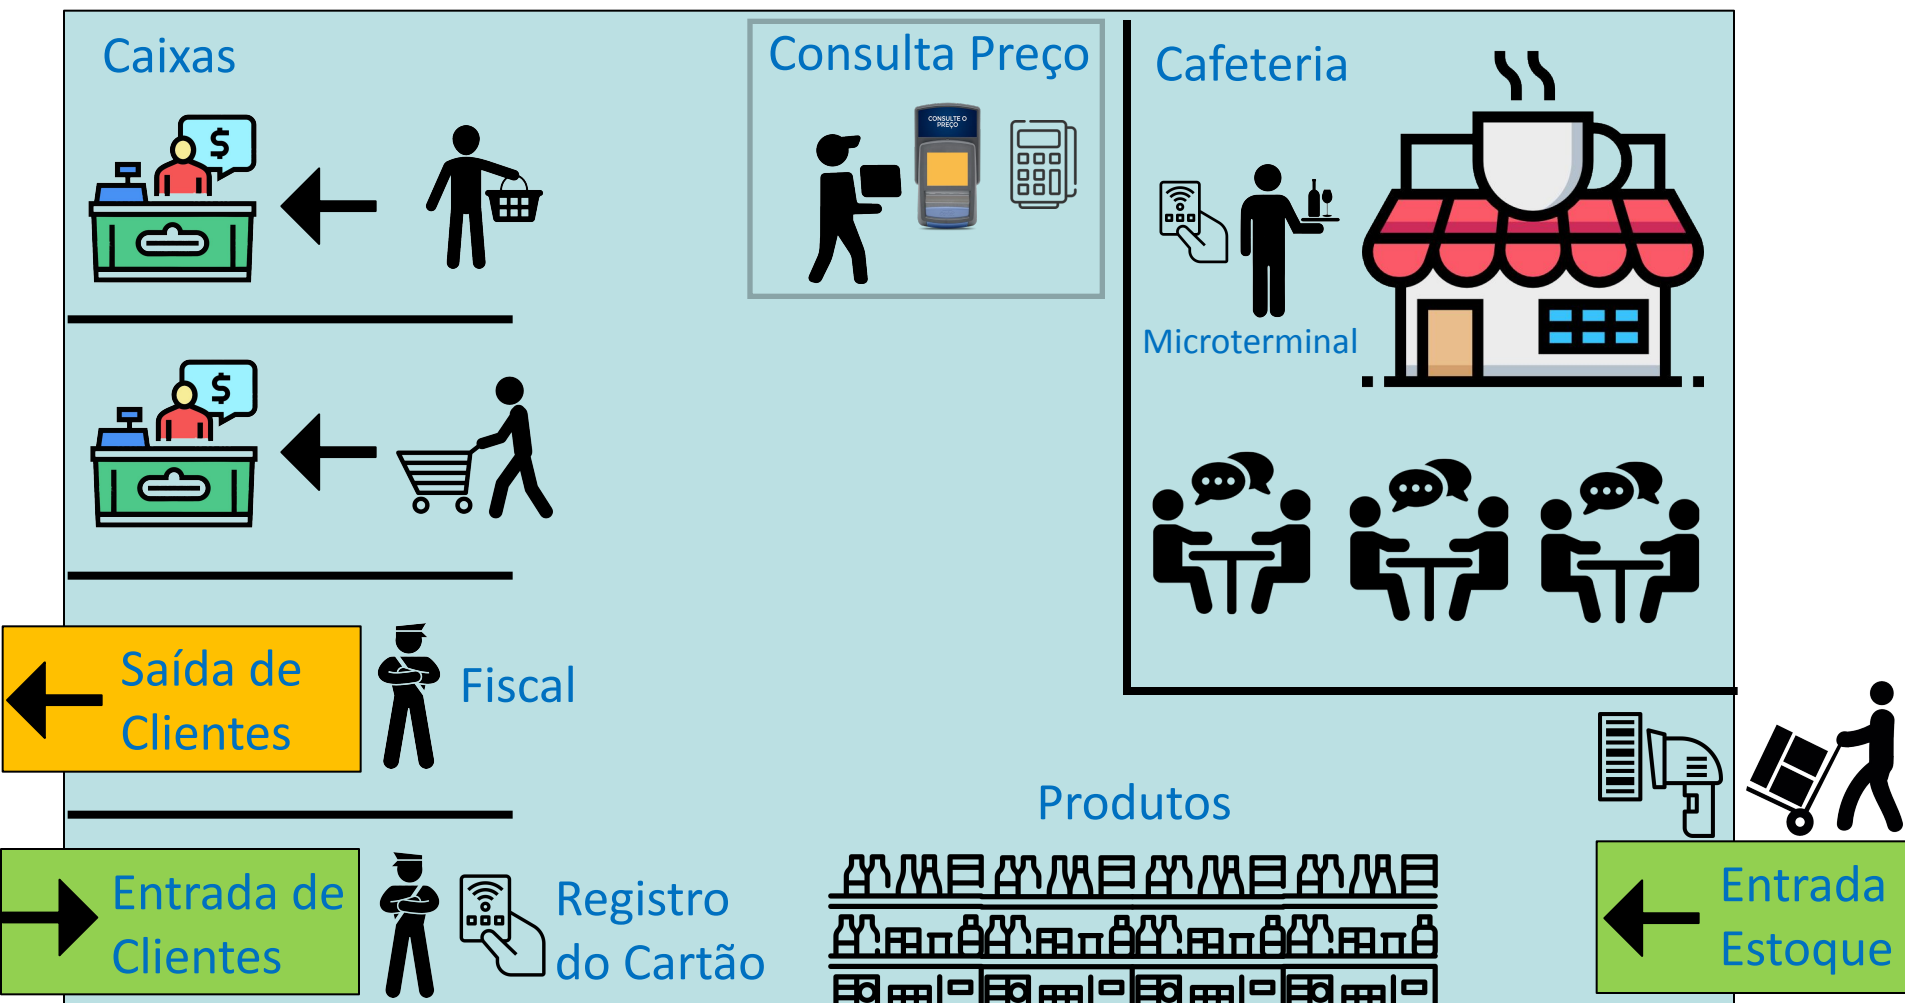 Caixas
Consulta Preço
CONSULTE O
PREÇO
Cafeteria
$
Microterminal
$
Saída de
Clientes
Fiscal
Produtos
Entrada de
Clientes
Registro
do Cartão
Entrada
Estoque